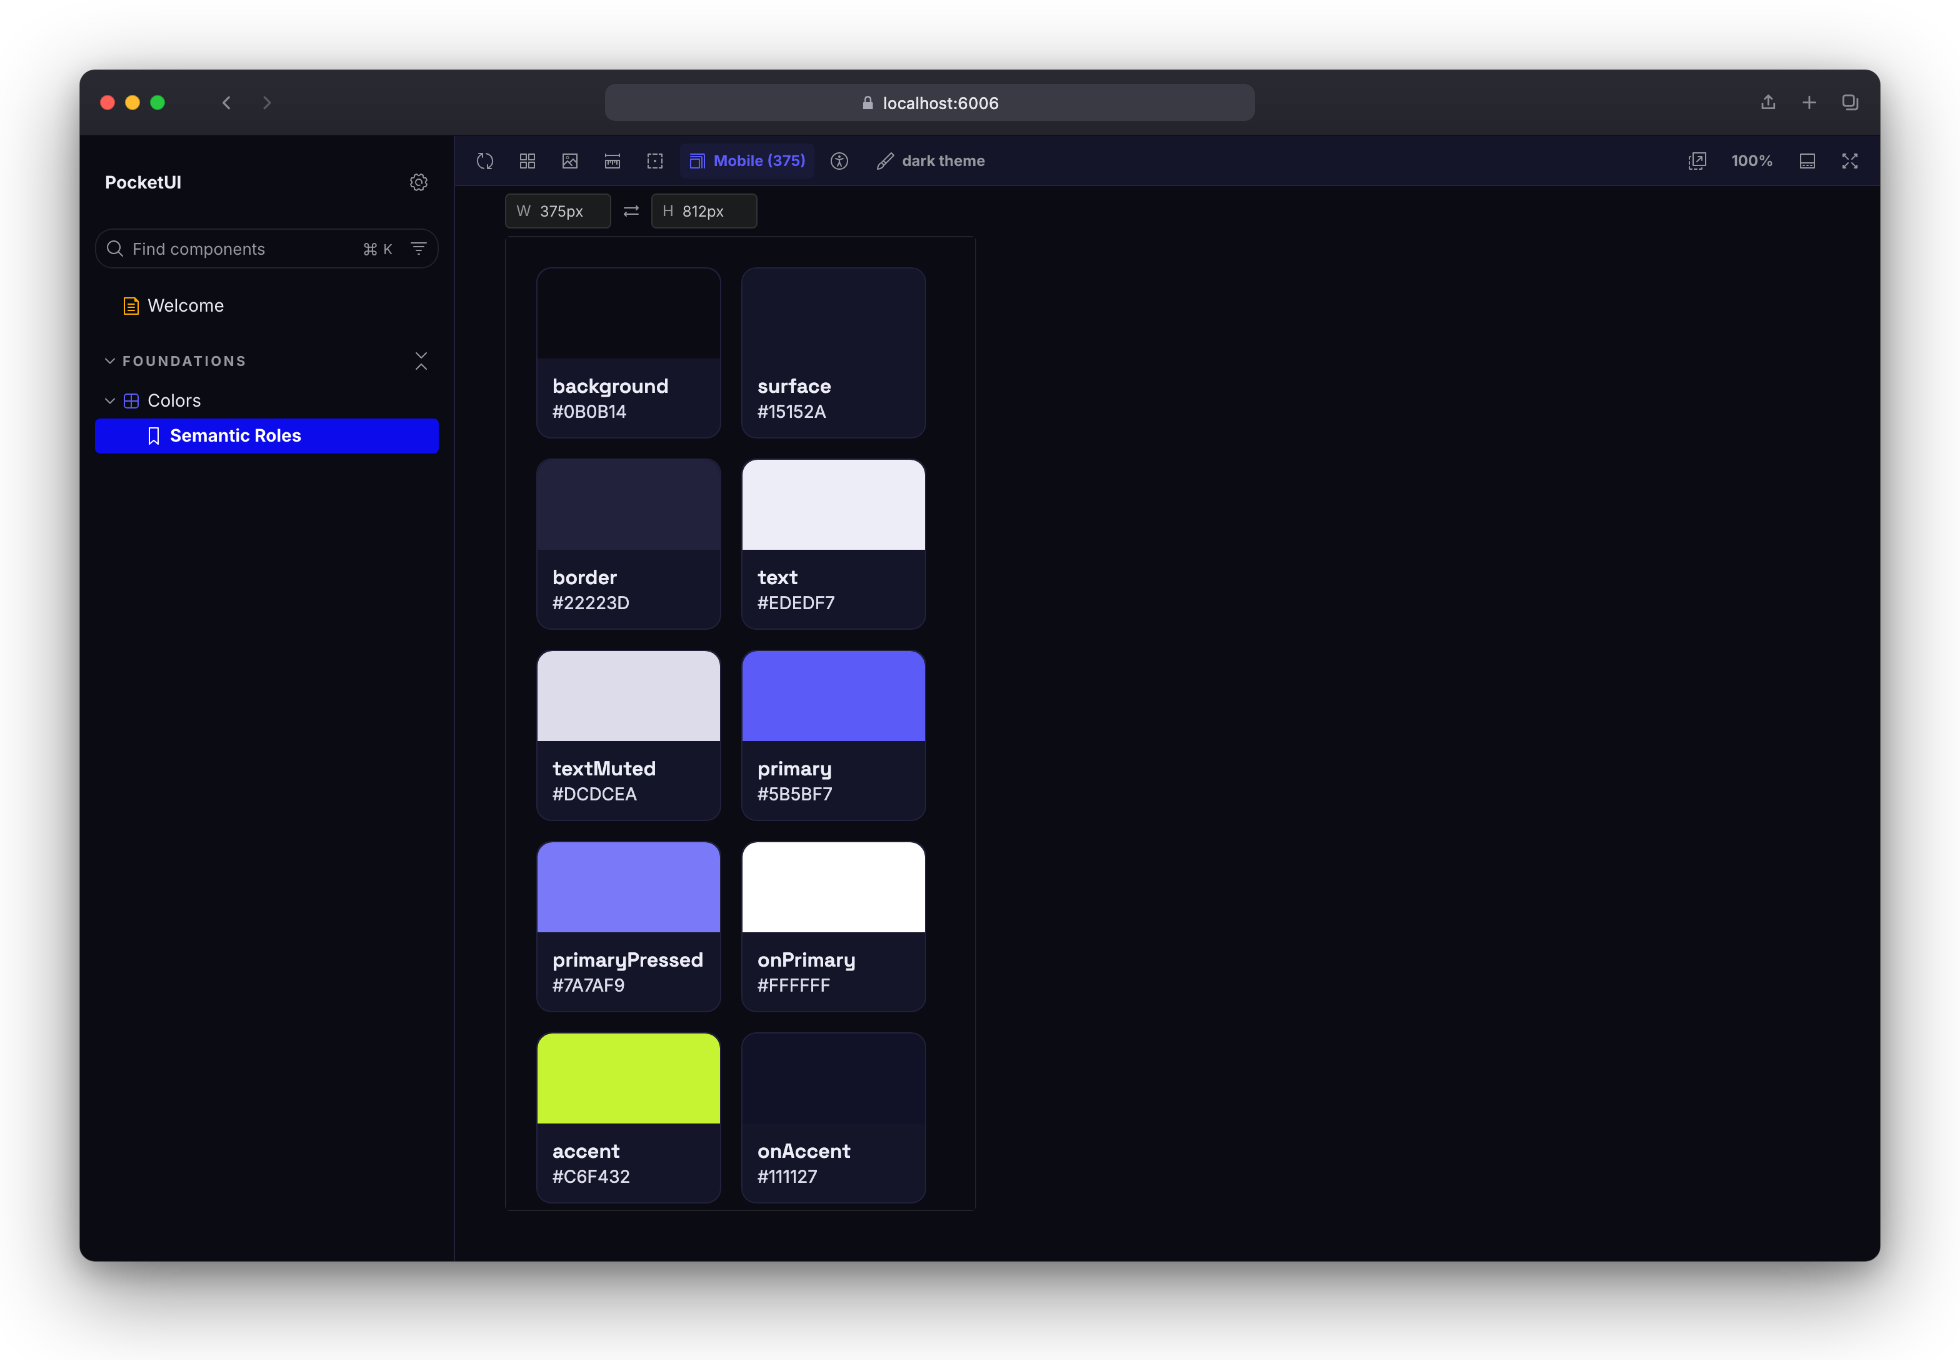 localhost:6006
PocketUI
Find components
⌘ K
Welcome
FOUNDATIONS
Colors
Semantic Roles
Mobile (375)
dark theme
100%
W 375px
H 812px
background
#0B0B14
surface
#15152A
border
#22223D
text
#EDEDF7
textMuted
#DCDCEA
primary
#5B5BF7
primaryPressed
#7A7AF9
onPrimary
#FFFFFF
accent
#C6F432
onAccent
#111127